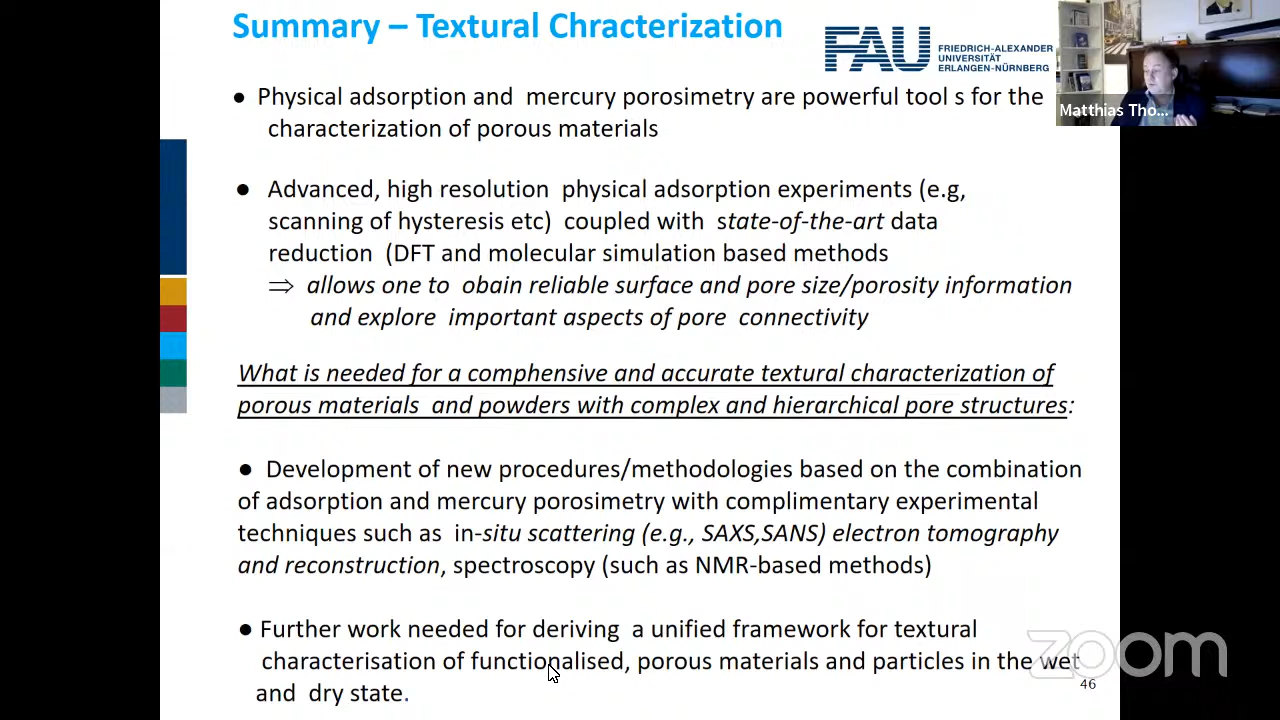 Summary – Textural Chracterization
FAU
FRIEDRICH-ALEXANDER
UNIVERSITÄT
ERLANGEN-NÜRNBERG
Matthias Tho...
● Physical adsorption and mercury porosimetry are powerful tool s for the
characterization of porous materials
● Advanced, high resolution physical adsorption experiments (e.g,
scanning of hysteresis etc) coupled with state-of-the-art data
reduction (DFT and molecular simulation based methods
⇒ allows one to obain reliable surface and pore size/porosity information
and explore important aspects of pore connectivity
What is needed for a comphensive and accurate textural characterization of
porous materials and powders with complex and hierarchical pore structures:
● Development of new procedures/methodologies based on the combination
of adsorption and mercury porosimetry with complimentary experimental
techniques such as in-situ scattering (e.g., SAXS,SANS) electron tomography
and reconstruction, spectroscopy (such as NMR-based methods)
● Further work needed for deriving a unified framework for textural
characterisation of functionalised, porous materials and particles in the wet
and dry state.
zoom
46